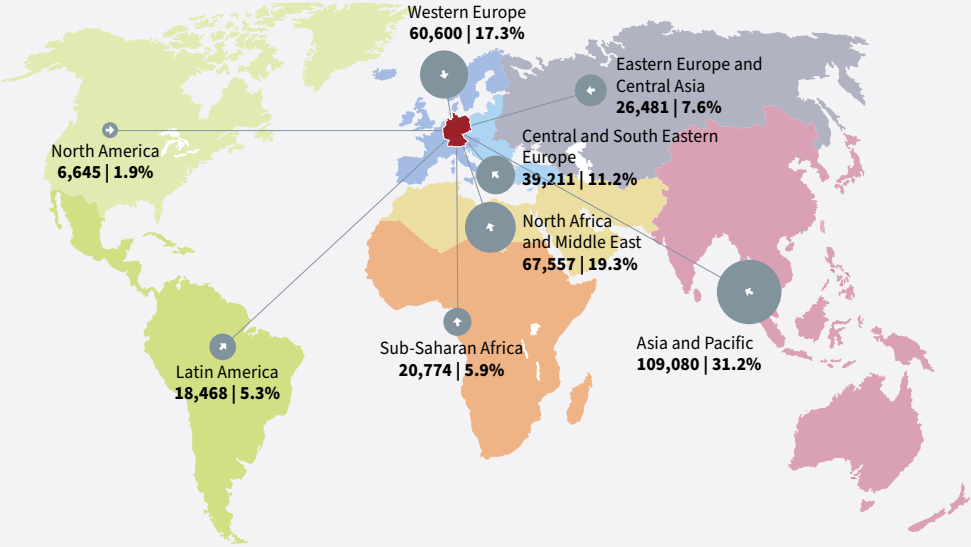 Western Europe
60,600 | 17.3%
Eastern Europe and
Central Asia
26,481 | 7.6%
Central and South Eastern
Europe
39,211 | 11.2%
North America
6,645 | 1.9%
North Africa
and Middle East
67,557 | 19.3%
Sub-Saharan Africa
20,774 | 5.9%
Asia and Pacific
109,080 | 31.2%
Latin America
18,468 | 5.3%